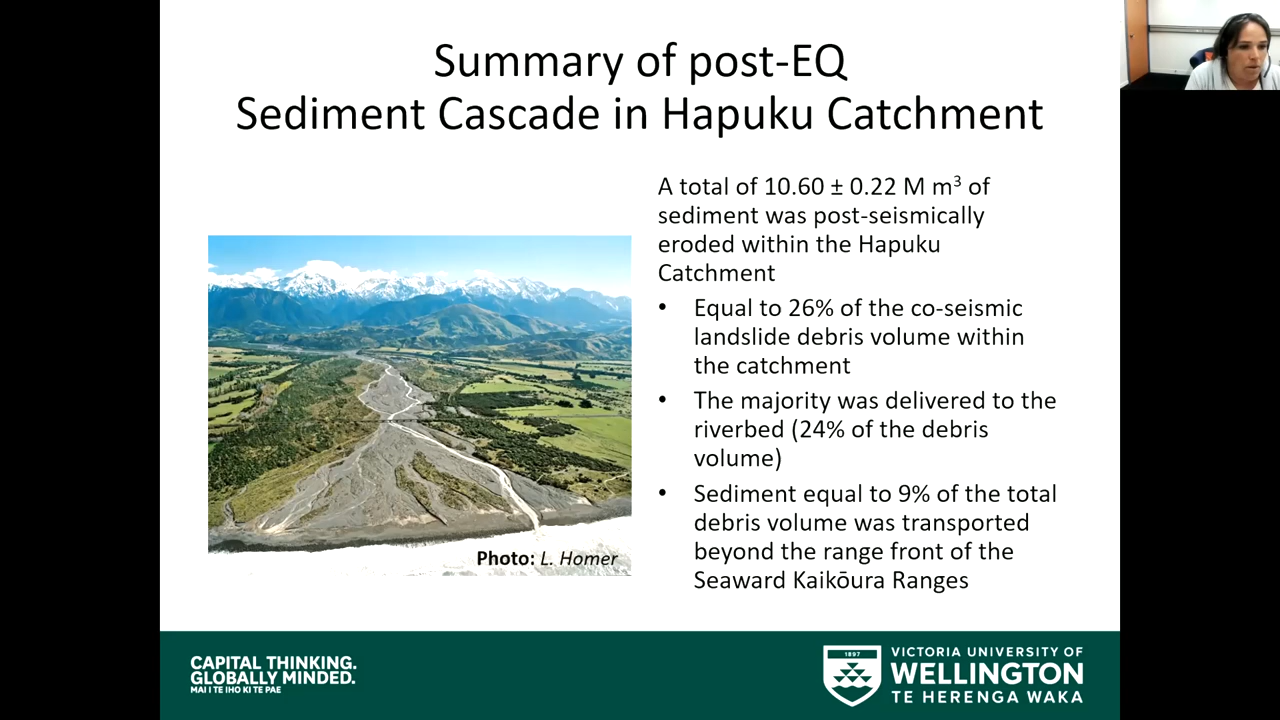 Summary of post-EQ
Sediment Cascade in Hapuku Catchment
A total of 10.60 ± 0.22 M m³ of
sediment was post-seismically
eroded within the Hapuku
Catchment
• Equal to 26% of the co-seismic
landslide debris volume within
the catchment
• The majority was delivered to the
riverbed (24% of the debris
volume)
• Sediment equal to 9% of the total
debris volume was transported
beyond the range front of the
Seaward Kaikōura Ranges
Photo: L. Homer
CAPITAL THINKING.
GLOBALLY MINDED.
MAI I TE IHO KI TE PAE
1897
VICTORIA UNIVERSITY OF
WELLINGTON
TE HERENGA WAKA